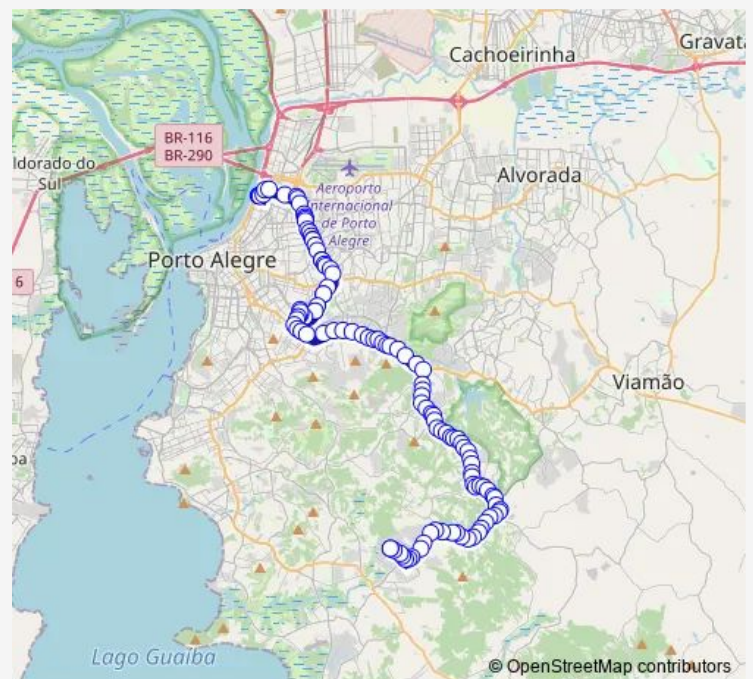 Cachoeirinha
Gravata
BR-116
BR-290
ldorado do
Sul
Aeroporto
Internacional
de Porto
Alegre
Alvorada
Porto Alegre
6
Viamão
ba
Lago Guaíba
© OpenStreetMap contributors